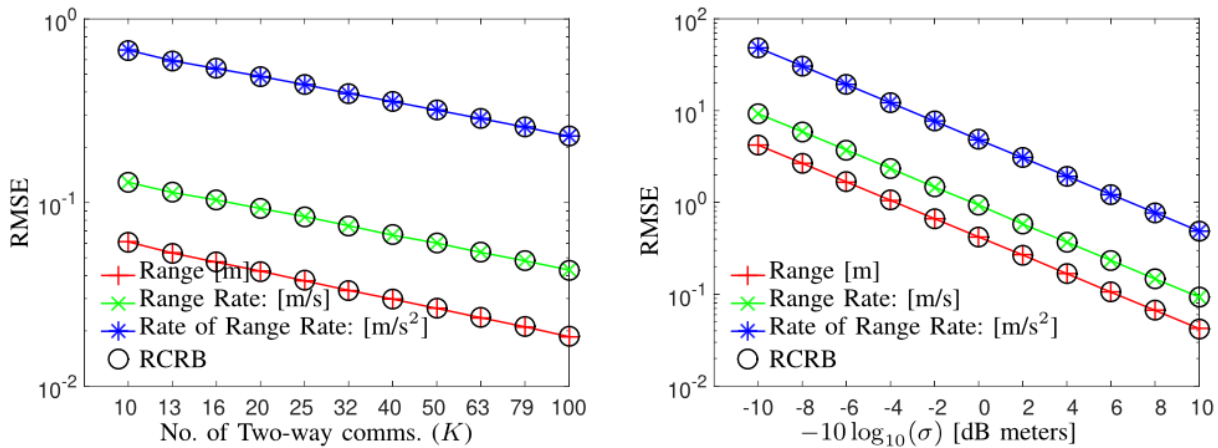 10^0
10^-1
10^-2
RMSE
Range [m]
Range Rate: [m/s]
Rate of Range Rate: [m/s^2]
RCRB
10 13 16 20 25 32 40 50 63 79 100
No. of Two-way comms. (K)
10^2
10^1
10^0
10^-1
10^-2
RMSE
Range [m]
Range Rate: [m/s]
Rate of Range Rate: [m/s^2]
RCRB
-10 -8 -6 -4 -2 0 2 4 6 8 10
−10 log_10(σ) [dB meters]